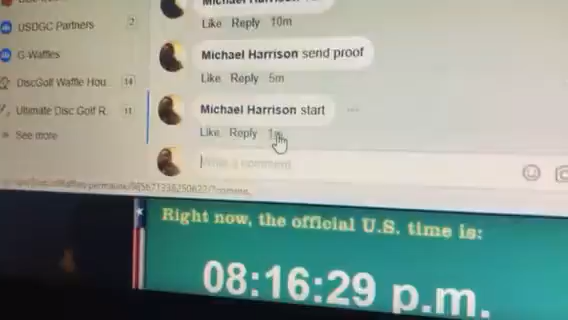 Like Reply 10m
USDGC Partners 2
Michael Harrison send proof
G-Waffles
Like Reply 5m
DiscGolf Waffle Hou.. 14
Michael Harrison start
Ultimate Disc Golf R. 11
Like Reply
See more
Write a comment
Right now, the official U.S. time is:
08:16:29 p.m.